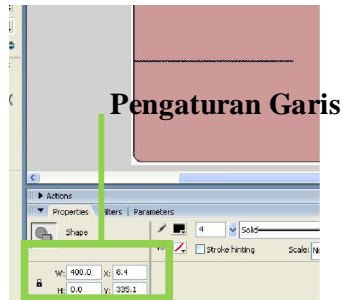 Pengaturan Garis
Actions
Properties Filters Parameters
Shape
4 Solid
Stroke hinting Scale:
W: 400.0 X: 8.4
H: 0.0 Y: 335.1